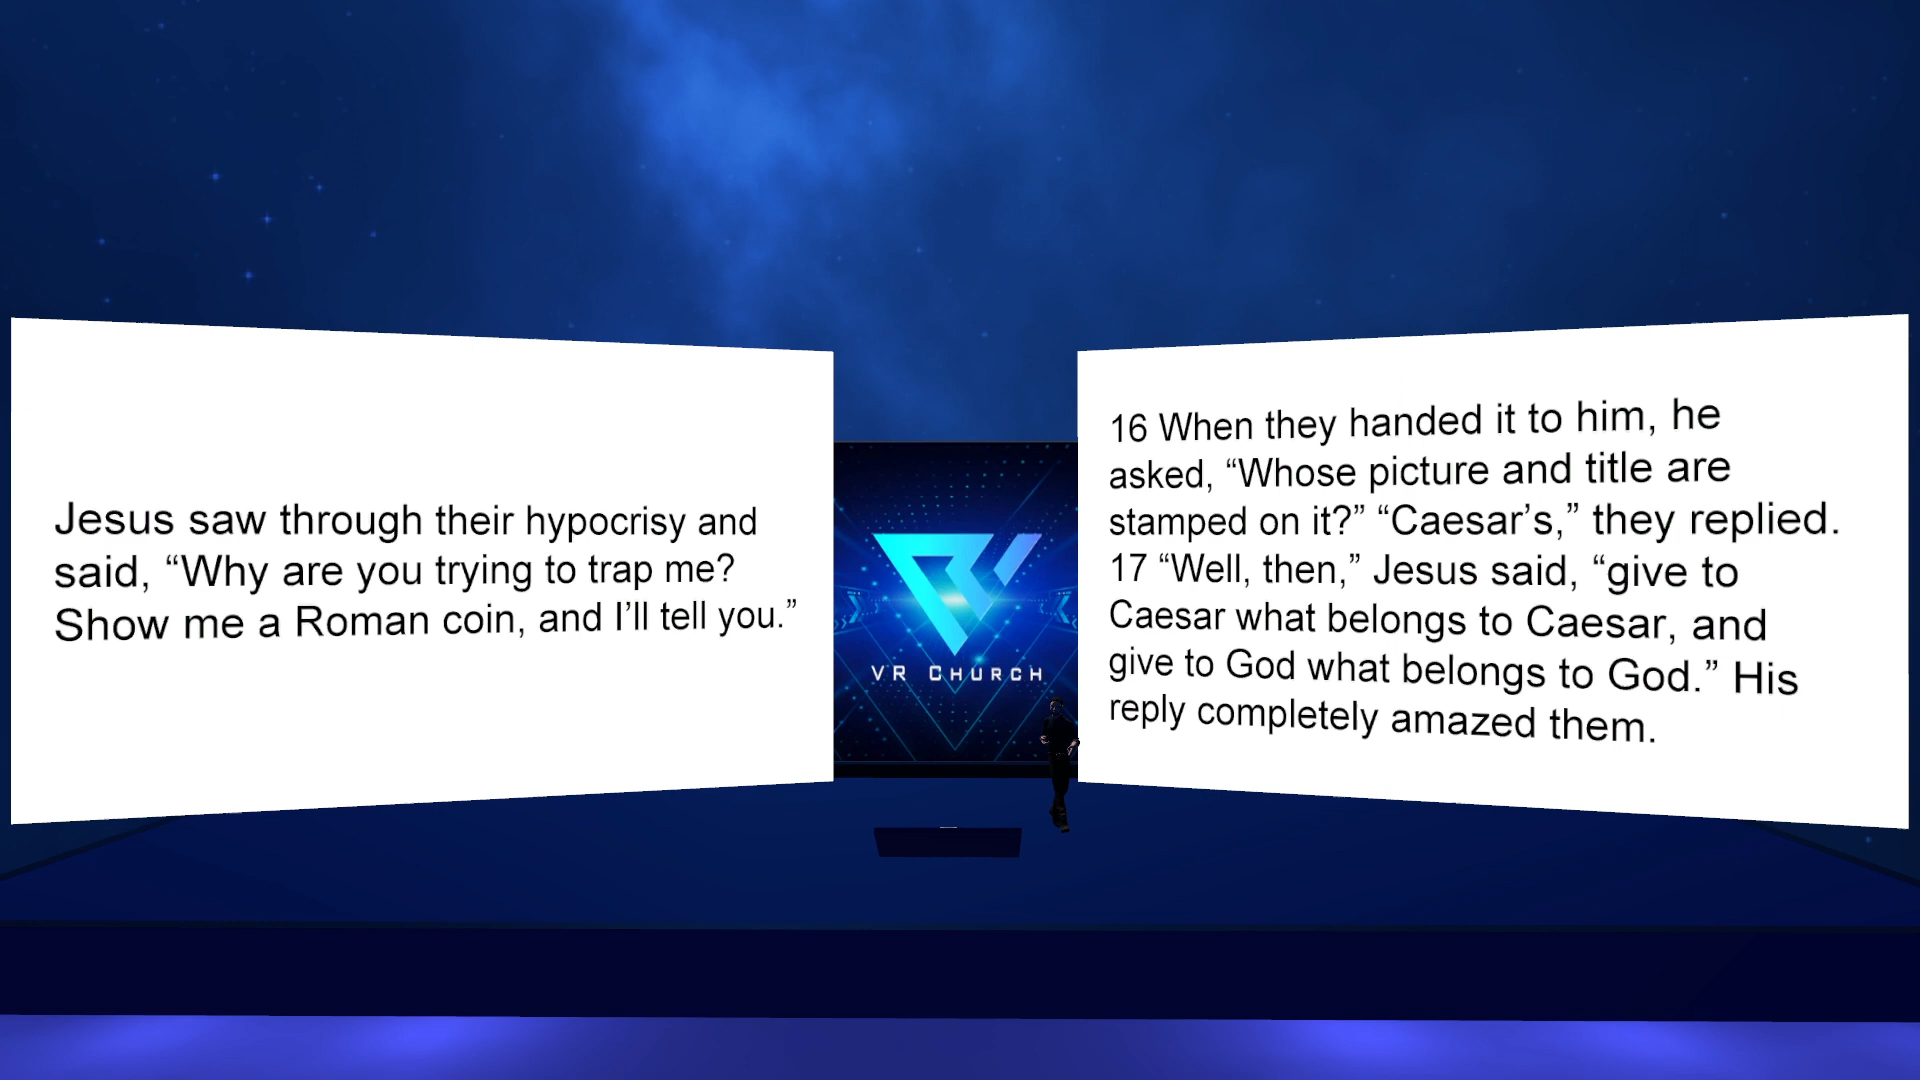 Jesus saw through their hypocrisy and
said, “Why are you trying to trap me?
Show me a Roman coin, and I’ll tell you.”
VR CHURCH
16 When they handed it to him, he
asked, “Whose picture and title are
stamped on it?” “Caesar’s,” they replied.
17 “Well, then,” Jesus said, “give to
Caesar what belongs to Caesar, and
give to God what belongs to God.” His
reply completely amazed them.